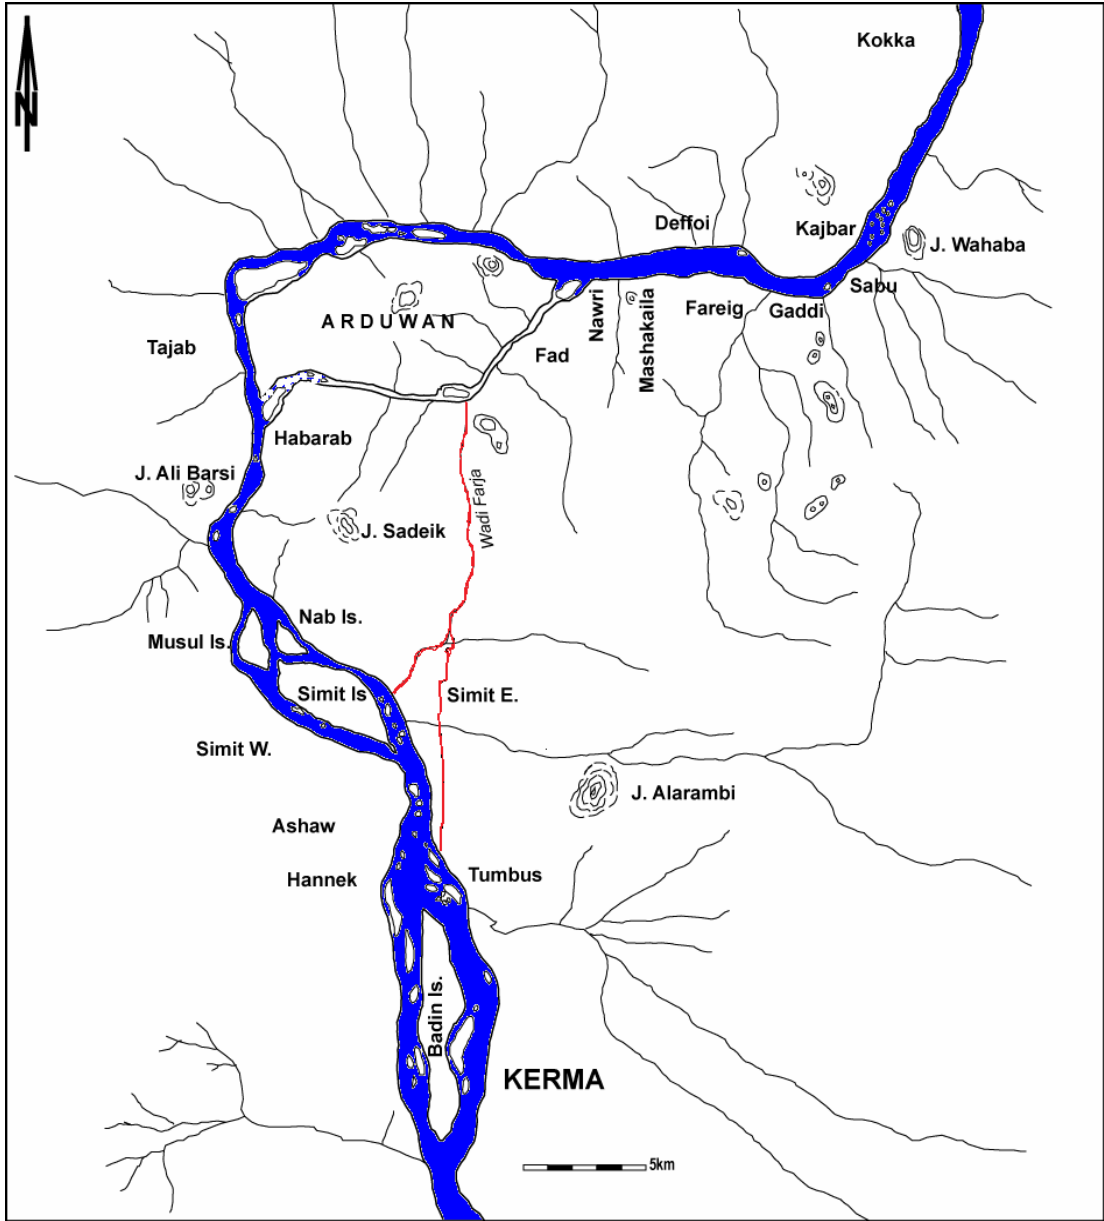 N
Kokka
Deffoi
Kajbar
J. Wahaba
Sabu
ARDUWAN
Nawri
Mashakaila
Fareig
Gaddi
Tajab
Fad
Habarab
J. Ali Barsi
Wadi Farja
J. Sadeik
Nab Is.
Musul Is.
Simit Is
Simit E.
Simit W.
J. Alarambi
Ashaw
Hannek
Tumbus
Badin Is.
KERMA
5km